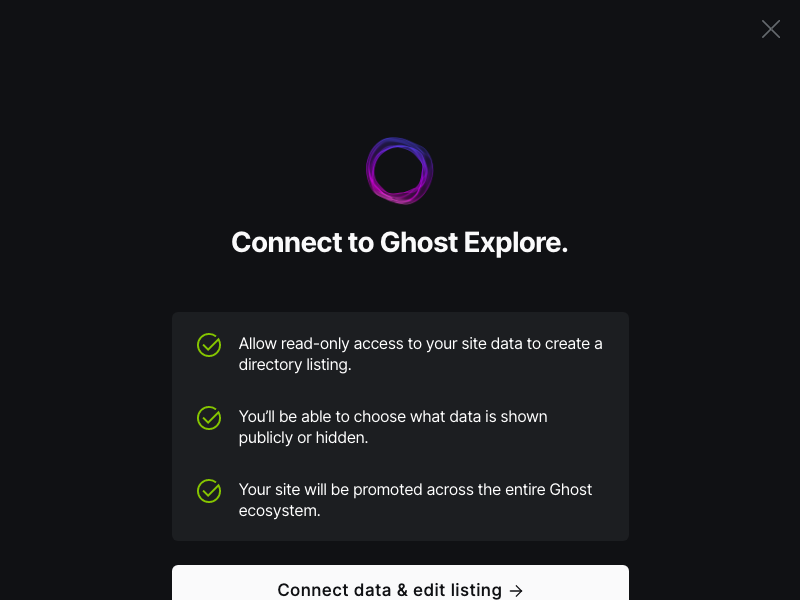 Connect to Ghost Explore.
Allow read-only access to your site data to create a
directory listing.
You’ll be able to choose what data is shown
publicly or hidden.
Your site will be promoted across the entire Ghost
ecosystem.
Connect data & edit listing →